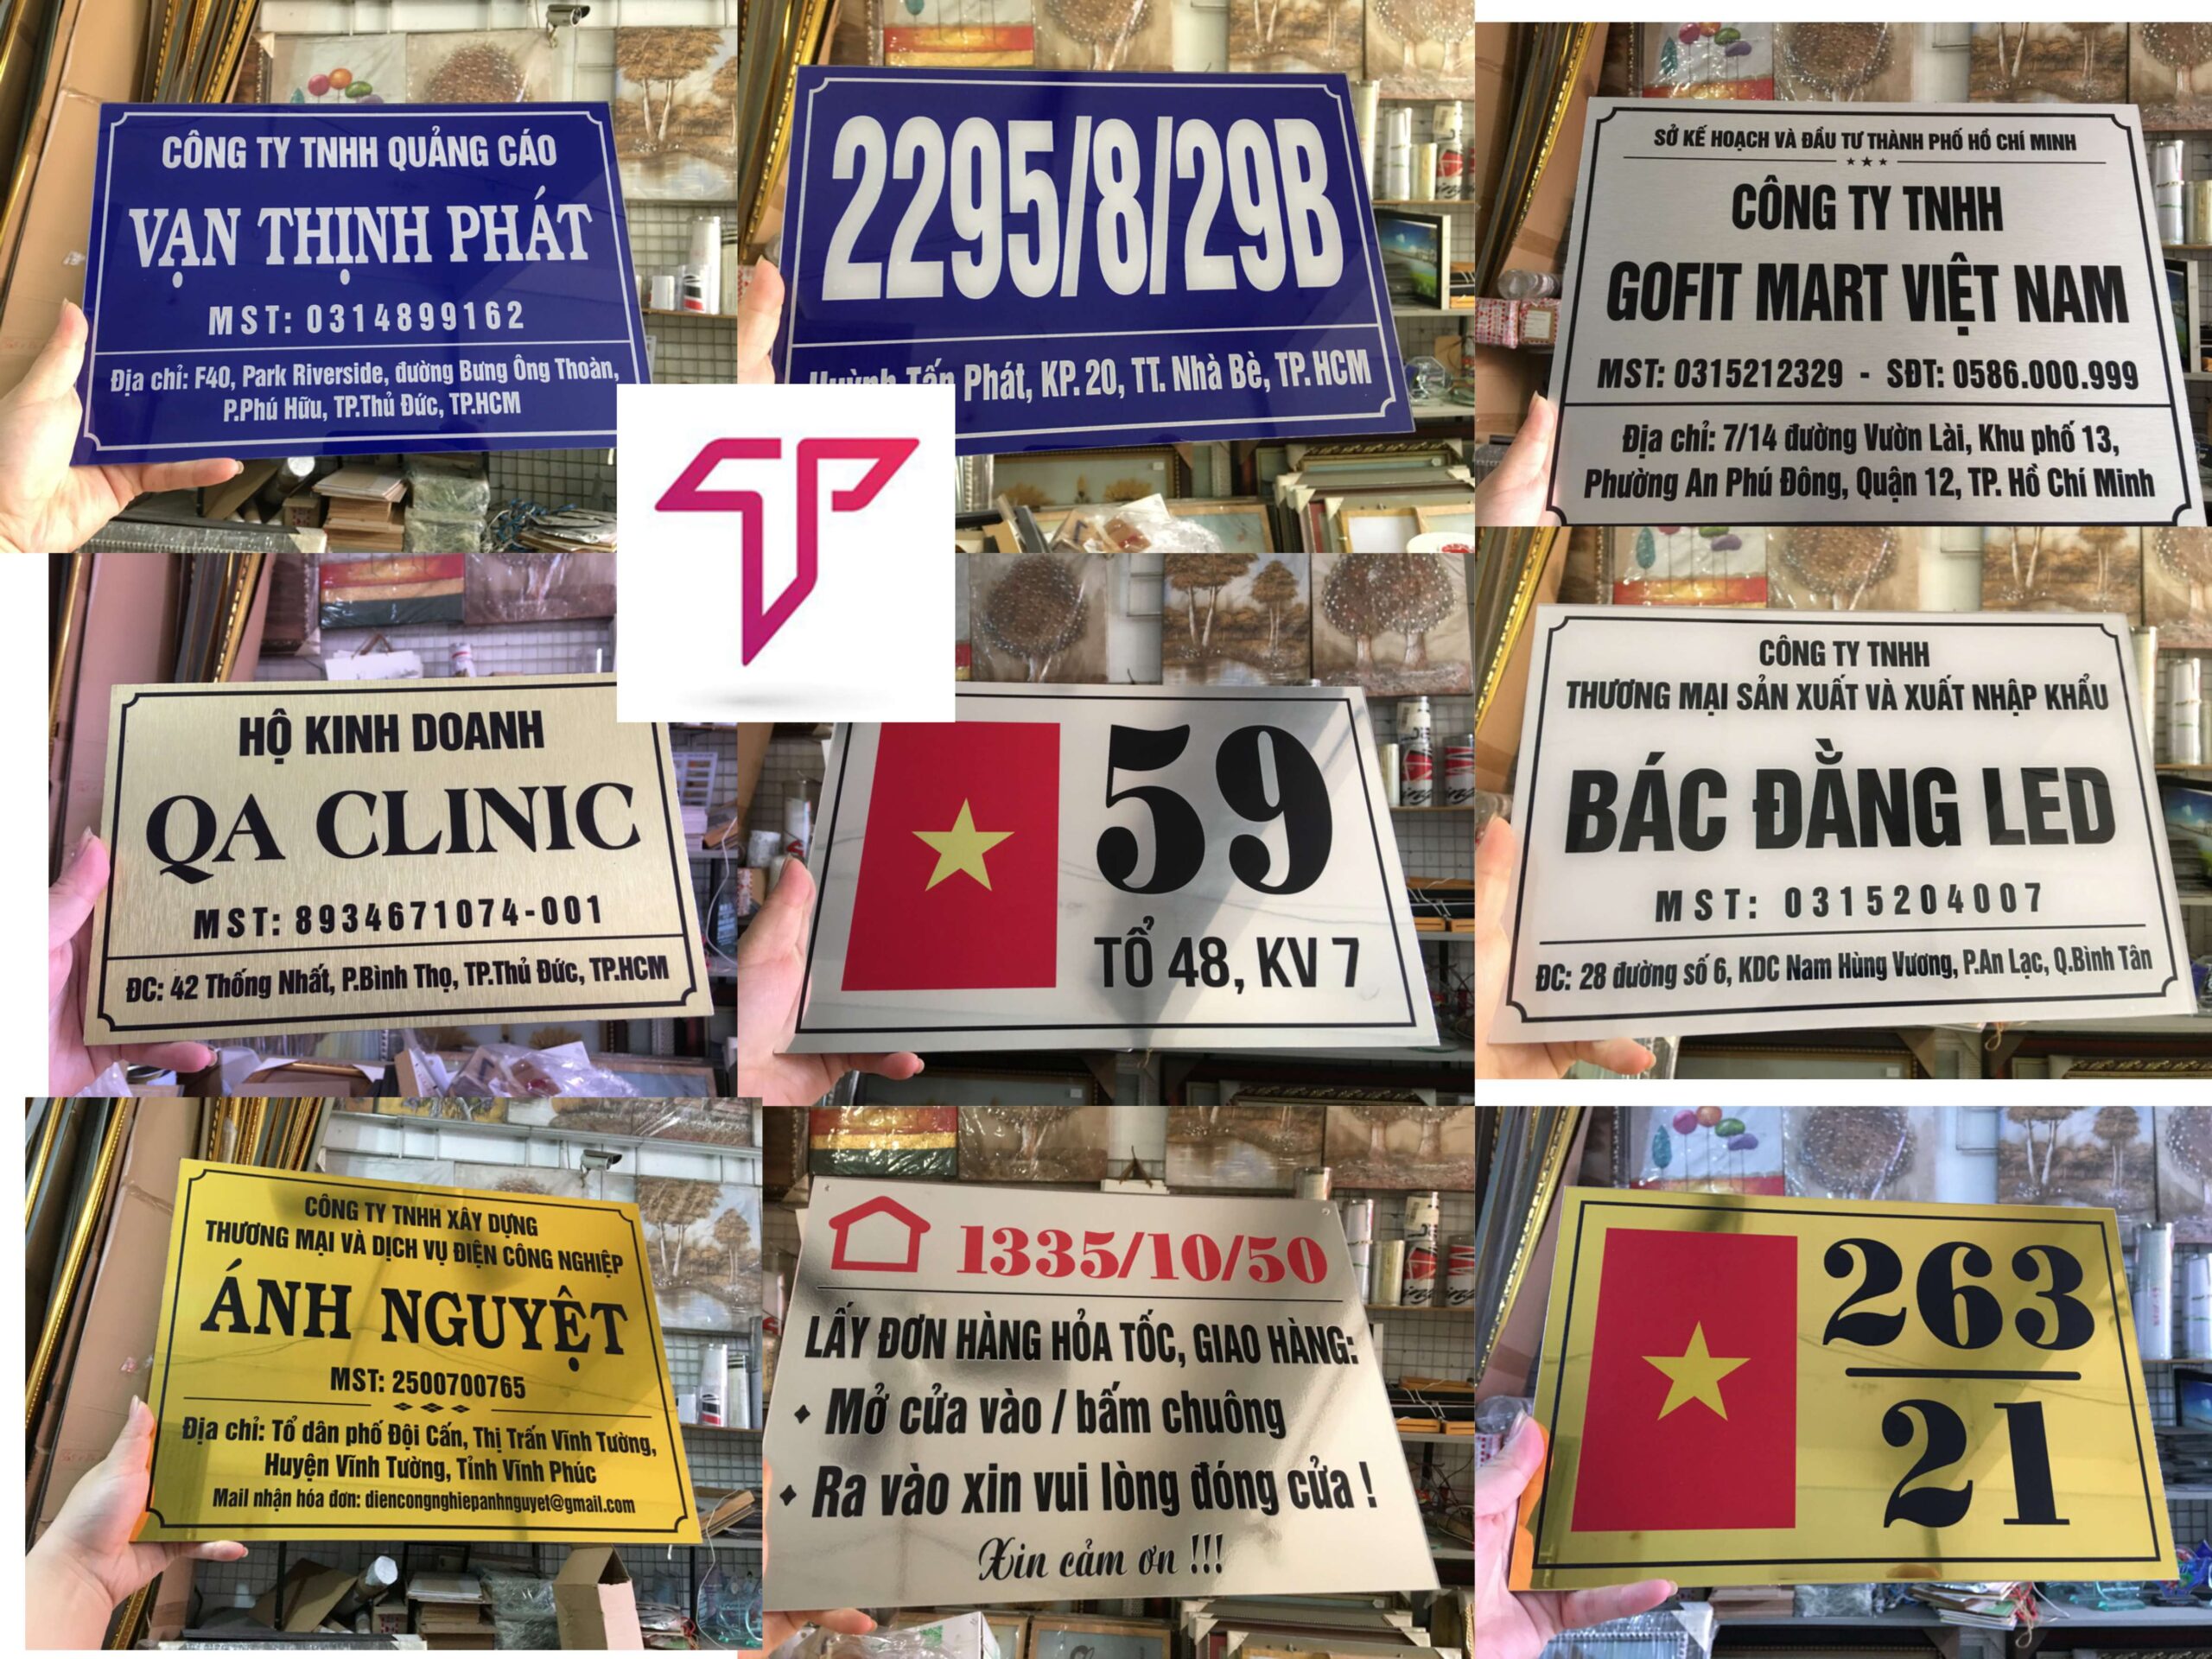 CÔNG TY TNHH QUẢNG CÁO
VẠN THỊNH PHÁT
MST: 0314899162
Địa chỉ: F40, Park Riverside, đường Bưng Ông Thoàn,
P.Phú Hữu, TP.Thủ Đức, TP.HCM
2295/8/29B
Huỳnh Tấn Phát, KP. 20, TT. Nhà Bè, TP. HCM
SỞ KẾ HOẠCH VÀ ĐẦU TƯ THÀNH PHỐ HỒ CHÍ MINH
CÔNG TY TNHH
GOFIT MART VIỆT NAM
MST: 0315212329 - SĐT: 0586.000.999
Địa chỉ: 7/14 đường Vườn Lài, Khu phố 13,
Phường An Phú Đông, Quận 12, TP. Hồ Chí Minh
TP
HỘ KINH DOANH
QA CLINIC
MST: 8934671074-001
ĐC: 42 Thống Nhất, P.Bình Thọ, TP.Thủ Đức, TP.HCM
59
TỔ 48, KV 7
CÔNG TY TNHH
THƯƠNG MẠI SẢN XUẤT VÀ XUẤT NHẬP KHẨU
BÁC ĐẰNG LED
MST: 0315204007
ĐC: 28 đường số 6, KDC Nam Hùng Vương, P.An Lạc, Q.Bình Tân
CÔNG TY TNHH XÂY DỰNG
THƯƠNG MẠI VÀ DỊCH VỤ ĐIỆN CÔNG NGHIỆP
ÁNH NGUYỆT
MST: 2500700765
Địa chỉ: Tổ dân phố Đội Cấn, Thị Trấn Vĩnh Tường,
Huyện Vĩnh Tường, Tỉnh Vĩnh Phúc
Mail nhận hóa đơn: diencongnghiepanhnguyet@gmail.com
1335/10/50
LẤY ĐƠN HÀNG HỎA TỐC, GIAO HÀNG:
Mở cửa vào / bấm chuông
Ra vào xin vui lòng đóng cửa !
Xin cảm ơn !!!
263
21